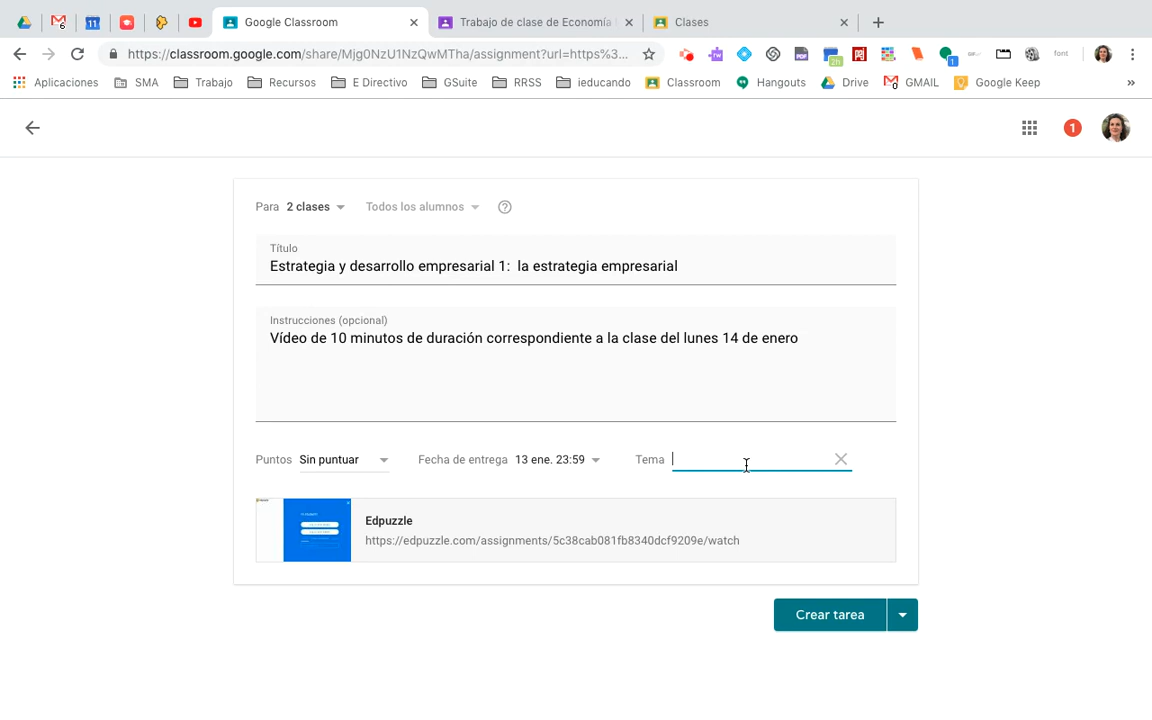 Google Classroom
Trabajo de clase de Economía
Clases
https://classroom.google.com/share/Mjg0NzU1NzQwMTha/assignment?url=https%3...
Aplicaciones SMA Trabajo Recursos E Directivo GSuite RRSS ieducando Classroom Hangouts Drive GMAIL Google Keep »
1
Para 2 clases Todos los alumnos
Título
Estrategia y desarrollo empresarial 1: la estrategia empresarial
Instrucciones (opcional)
Vídeo de 10 minutos de duración correspondiente a la clase del lunes 14 de enero
Puntos Sin puntuar Fecha de entrega 13 ene. 23:59 Tema
Edpuzzle
https://edpuzzle.com/assignments/5c38cab081fb8340dcf9209e/watch
Crear tarea